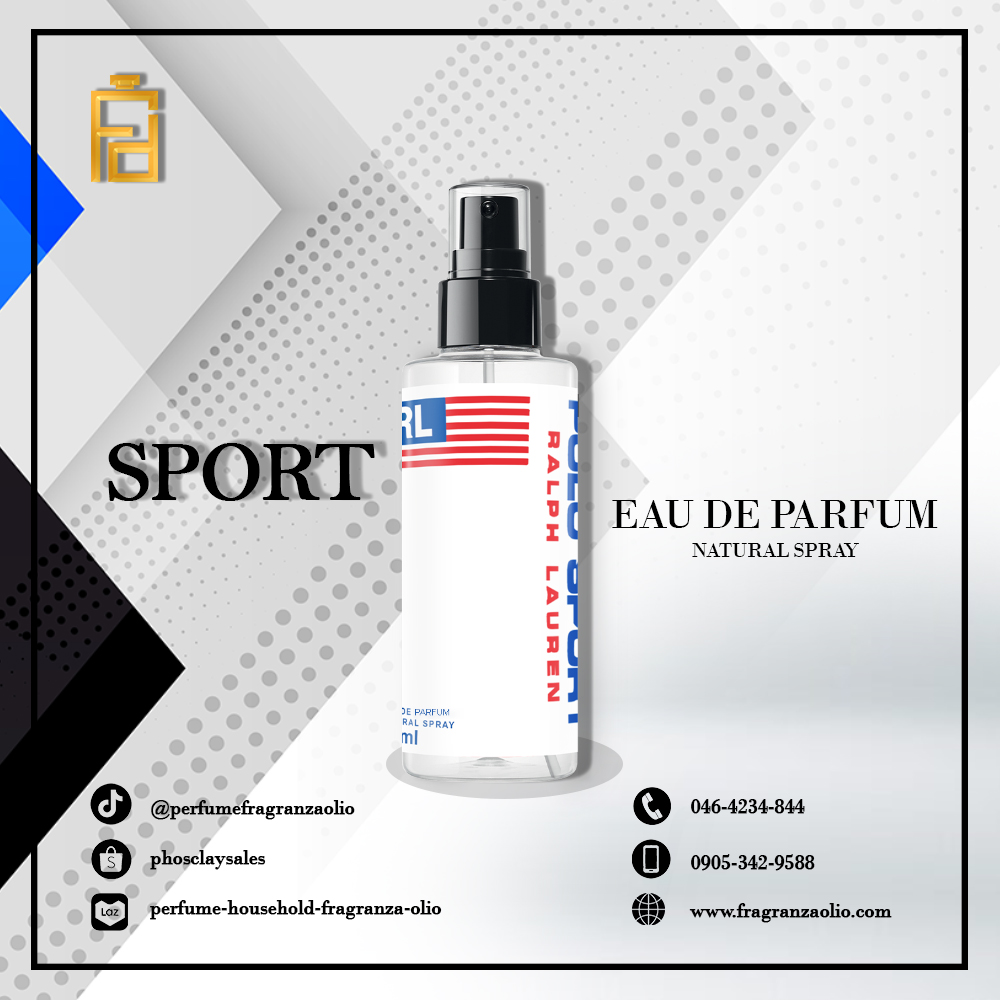 SPORT
EAU DE PARFUM
NATURAL SPRAY
RL
RALPH LAUREN
POLO SPORT
DE PARFUM
RAL SPRAY
ml
@perfumefragranzaolio
phosclaysales
Laz
perfume-household-fragranza-olio
046-4234-844
0905-342-9588
www.fragranzaolio.com